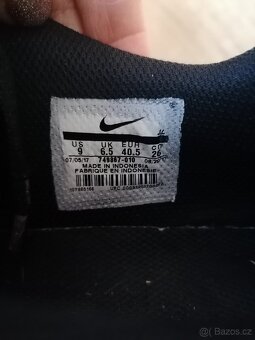 US UK EUR cm
9 6.5 40.5 26
07/05/17 749867-010
MADE IN INDONESIA
FABRIQUE EN INDONESIE
Bazos.cz